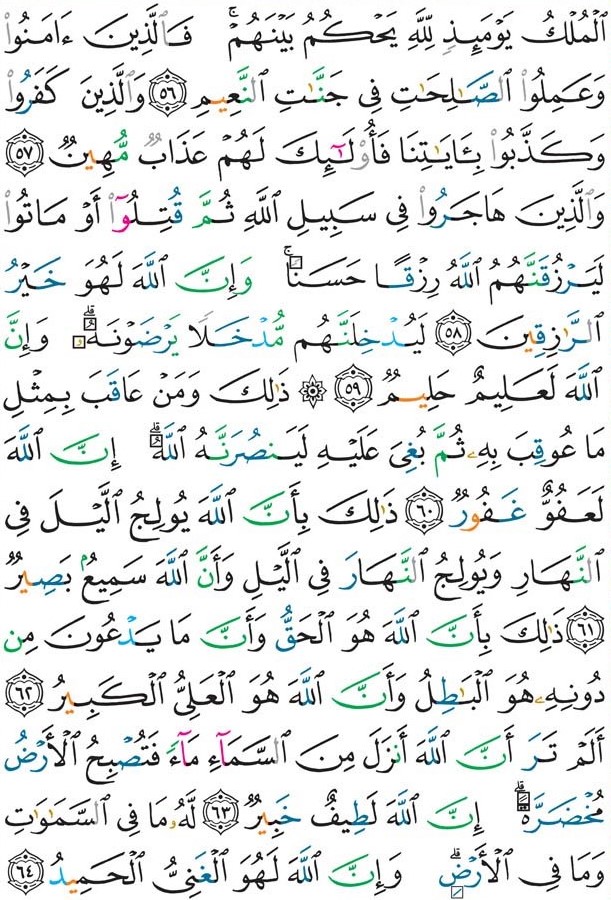 ٱلْمُلْكُ يَوْمَئِذٍ لِّلَّهِ يَحْكُمُ بَيْنَهُمْ ۚ فَٱلَّذِينَ ءَامَنُوا۟
وَعَمِلُوا۟ ٱلصَّٰلِحَٰتِ فِى جَنَّٰتِ ٱلنَّعِيمِ ٥٦ وَٱلَّذِينَ كَفَرُوا۟
وَكَذَّبُوا۟ بِـَٔايَٰتِنَا فَأُو۟لَٰٓئِكَ لَهُمْ عَذَابٌ مُّهِينٌ ٥٧
وَٱلَّذِينَ هَاجَرُوا۟ فِى سَبِيلِ ٱللَّهِ ثُمَّ قُتِلُوٓا۟ أَوْ مَاتُوا۟
لَيَرْزُقَنَّهُمُ ٱللَّهُ رِزْقًا حَسَنًا ۚ وَإِنَّ ٱللَّهَ لَهُوَ خَيْرُ
ٱلرَّٰزِقِينَ ٥٨ لَيُدْخِلَنَّهُم مُّدْخَلًا يَرْضَوْنَهُۥ ۗ وَإِنَّ
ٱللَّهَ لَعَلِيمٌ حَلِيمٌ ٥٩ ۞ ذَٰلِكَ وَمَنْ عَاقَبَ بِمِثْلِ
مَا عُوقِبَ بِهِۦ ثُمَّ بُغِىَ عَلَيْهِ لَيَنصُرَنَّهُ ٱللَّهُ ۗ إِنَّ ٱللَّهَ
لَعَفُوٌّ غَفُورٌ ٦٠ ذَٰلِكَ بِأَنَّ ٱللَّهَ يُولِجُ ٱلَّيْلَ فِى
ٱلنَّهَارِ وَيُولِجُ ٱلنَّهَارَ فِى ٱلَّيْلِ وَأَنَّ ٱللَّهَ سَمِيعٌۢ بَصِيرٌ
٦١ ذَٰلِكَ بِأَنَّ ٱللَّهَ هُوَ ٱلْحَقُّ وَأَنَّ مَا يَدْعُونَ مِن
دُونِهِۦ هُوَ ٱلْبَٰطِلُ وَأَنَّ ٱللَّهَ هُوَ ٱلْعَلِىُّ ٱلْكَبِيرُ ٦٢
أَلَمْ تَرَ أَنَّ ٱللَّهَ أَنزَلَ مِنَ ٱلسَّمَآءِ مَآءً فَتُصْبِحُ ٱلْأَرْضُ
مُخْضَرَّةً ۗ إِنَّ ٱللَّهَ لَطِيفٌ خَبِيرٌ ٦٣ لَّهُۥ مَا فِى ٱلسَّمَٰوَٰتِ
وَمَا فِى ٱلْأَرْضِ ۗ وَإِنَّ ٱللَّهَ لَهُوَ ٱلْغَنِىُّ ٱلْحَمِيدُ ٦٤